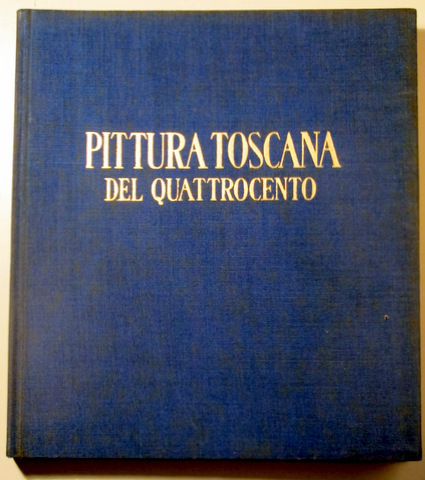 PITTURA TOSCANA
DEL QUATTROCENTO